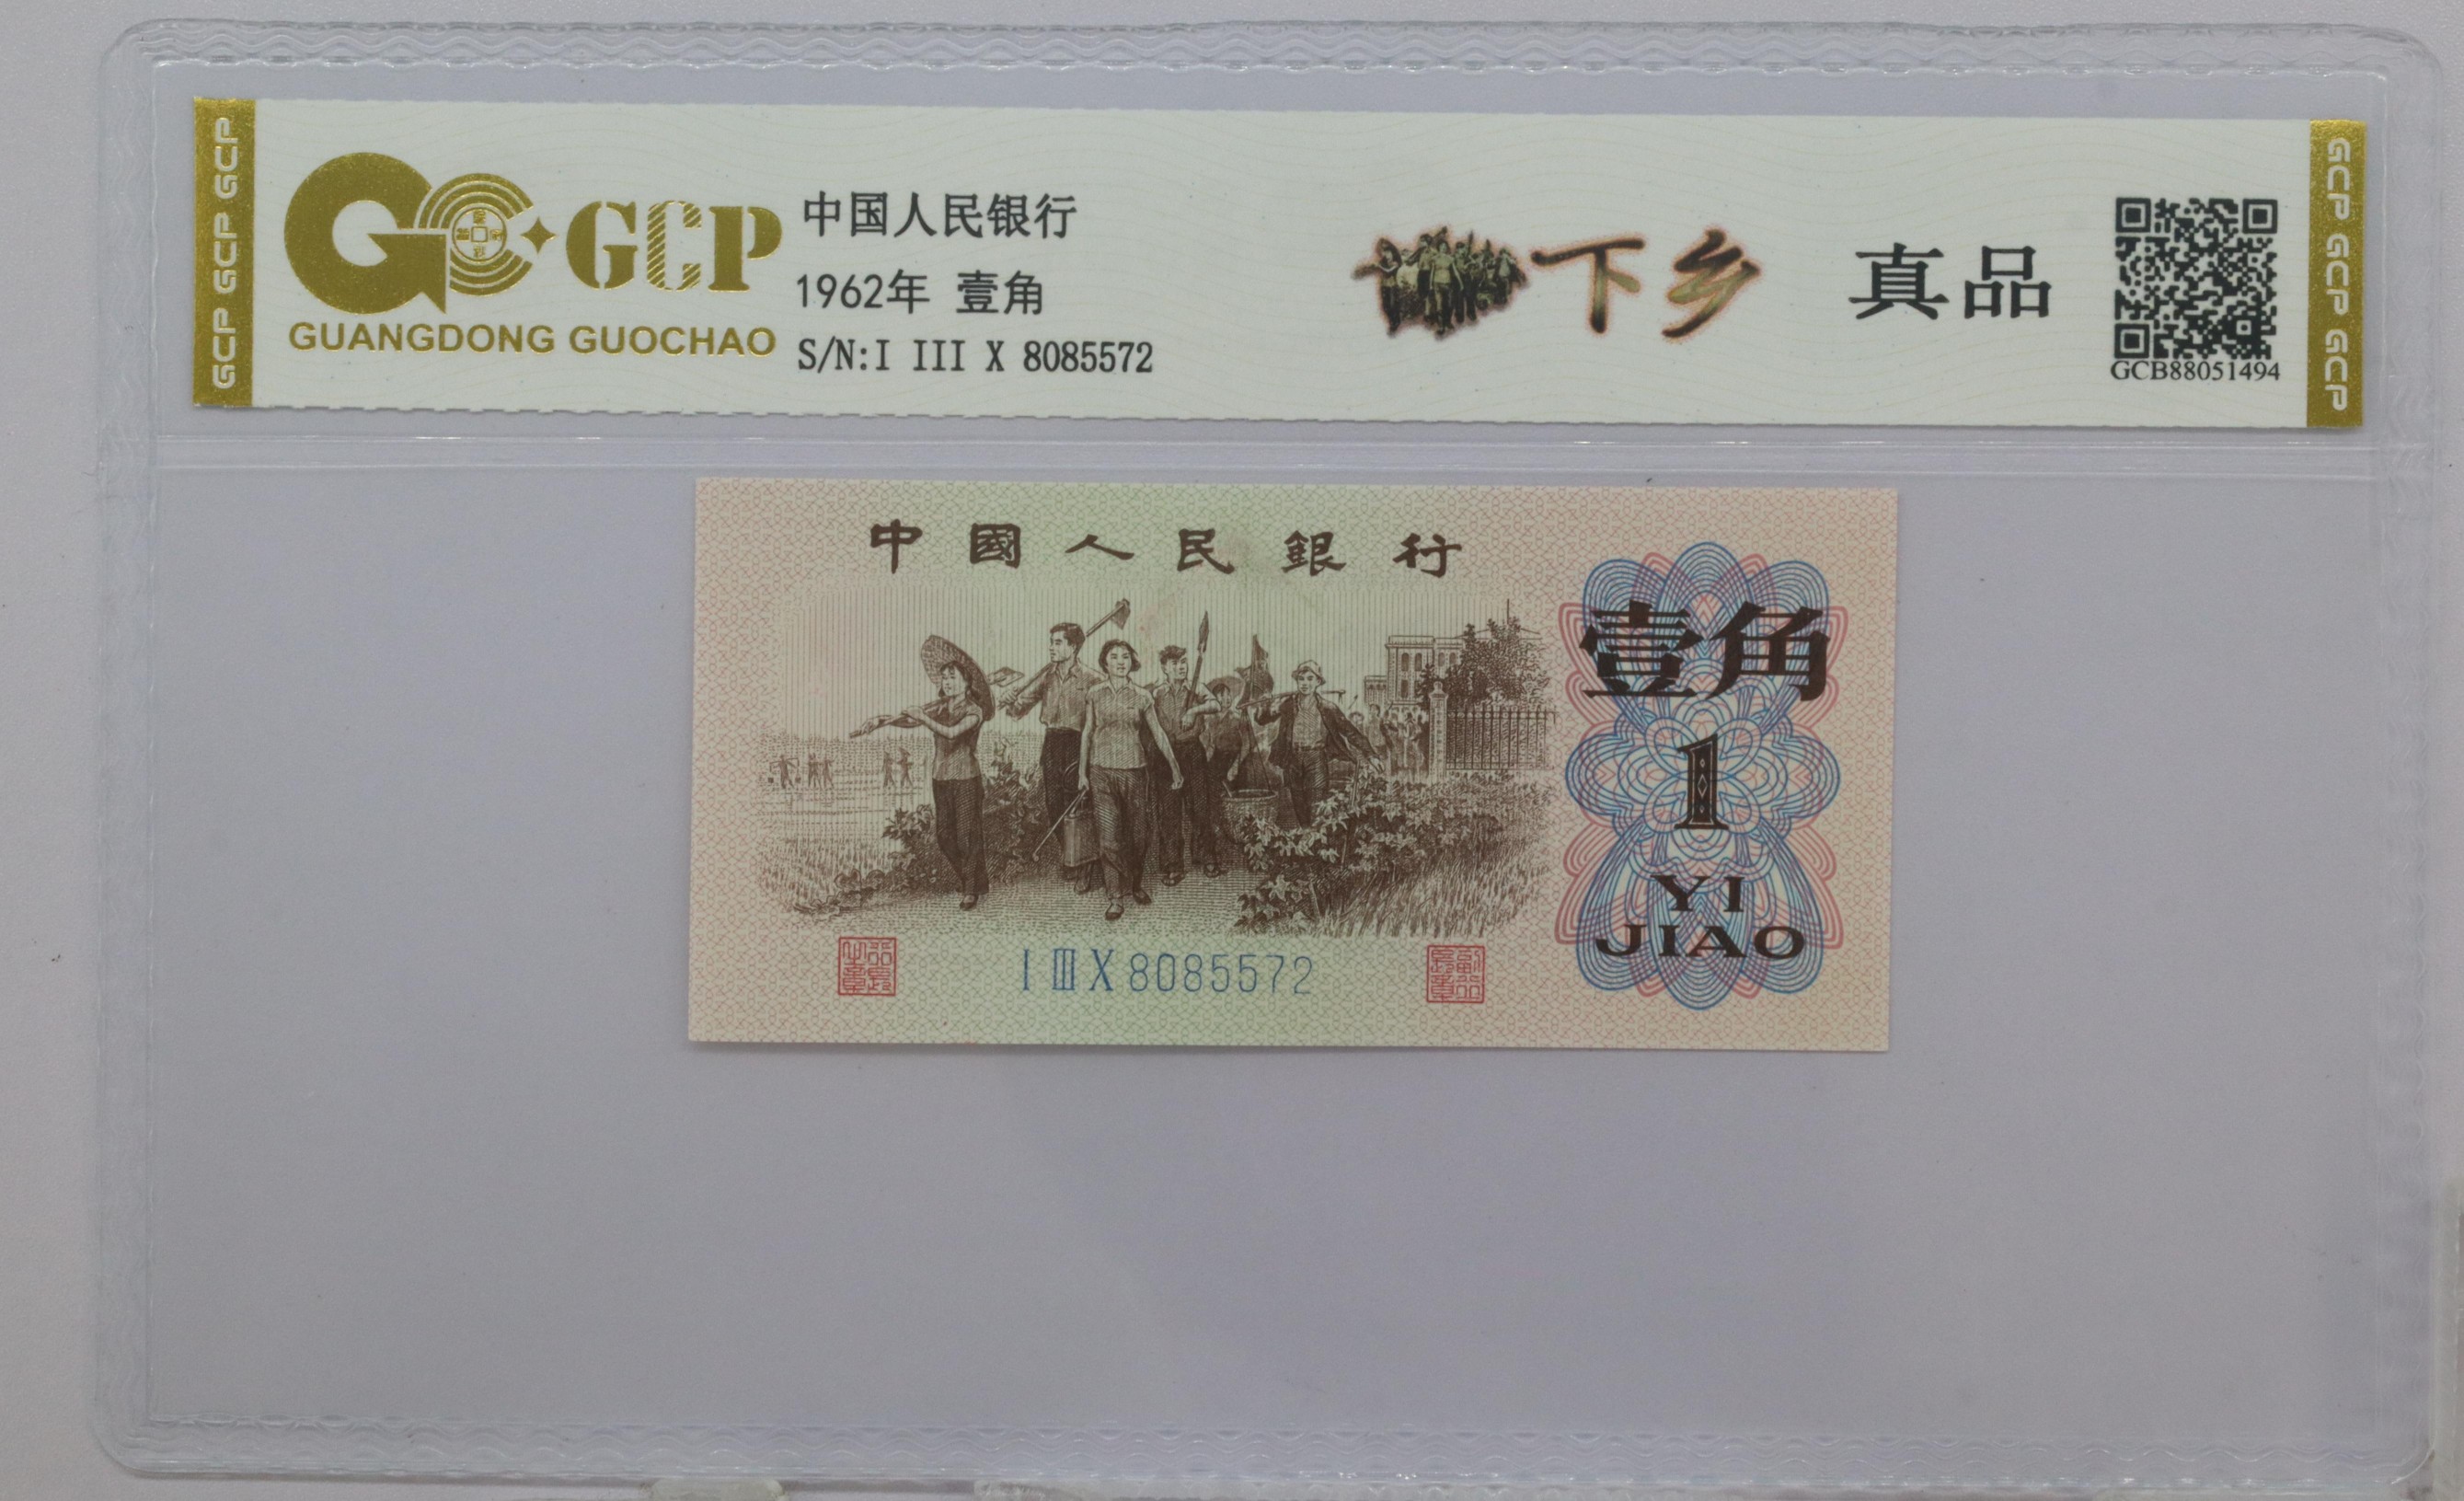 GCP GCP GCP
GCP
GUANGDONG GUOCHAO
中国人民银行
1962年 壹角
S/N:I III X 8085572
下乡
真品
GCB88051494
GCP GCP GCP
中國人民銀行
壹角
1
YI
JIAO
I III X 8085572